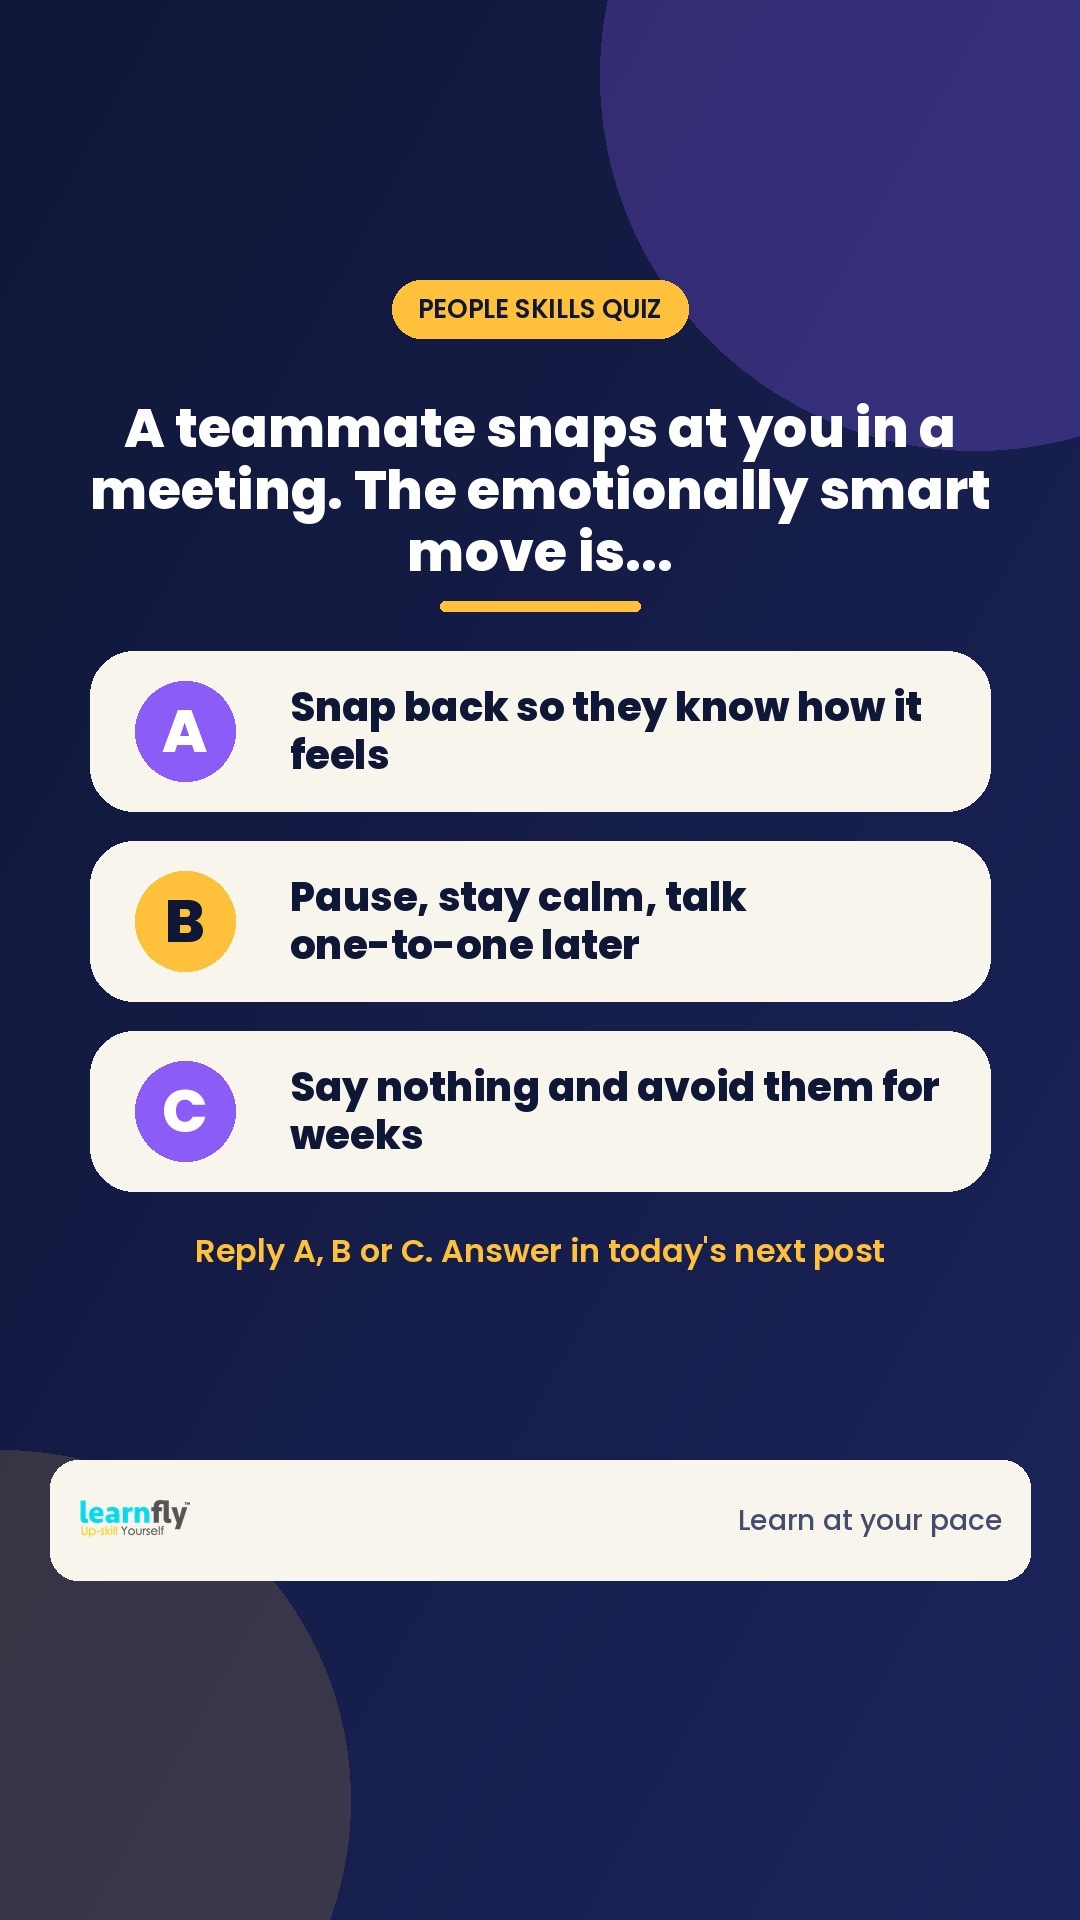 PEOPLE SKILLS QUIZ
A teammate snaps at you in a
meeting. The emotionally smart
move is...
A
Snap back so they know how it
feels
B
Pause, stay calm, talk
one-to-one later
C
Say nothing and avoid them for
weeks
Reply A, B or C. Answer in today's next post
learnfly™
Up-skill Yourself
Learn at your pace